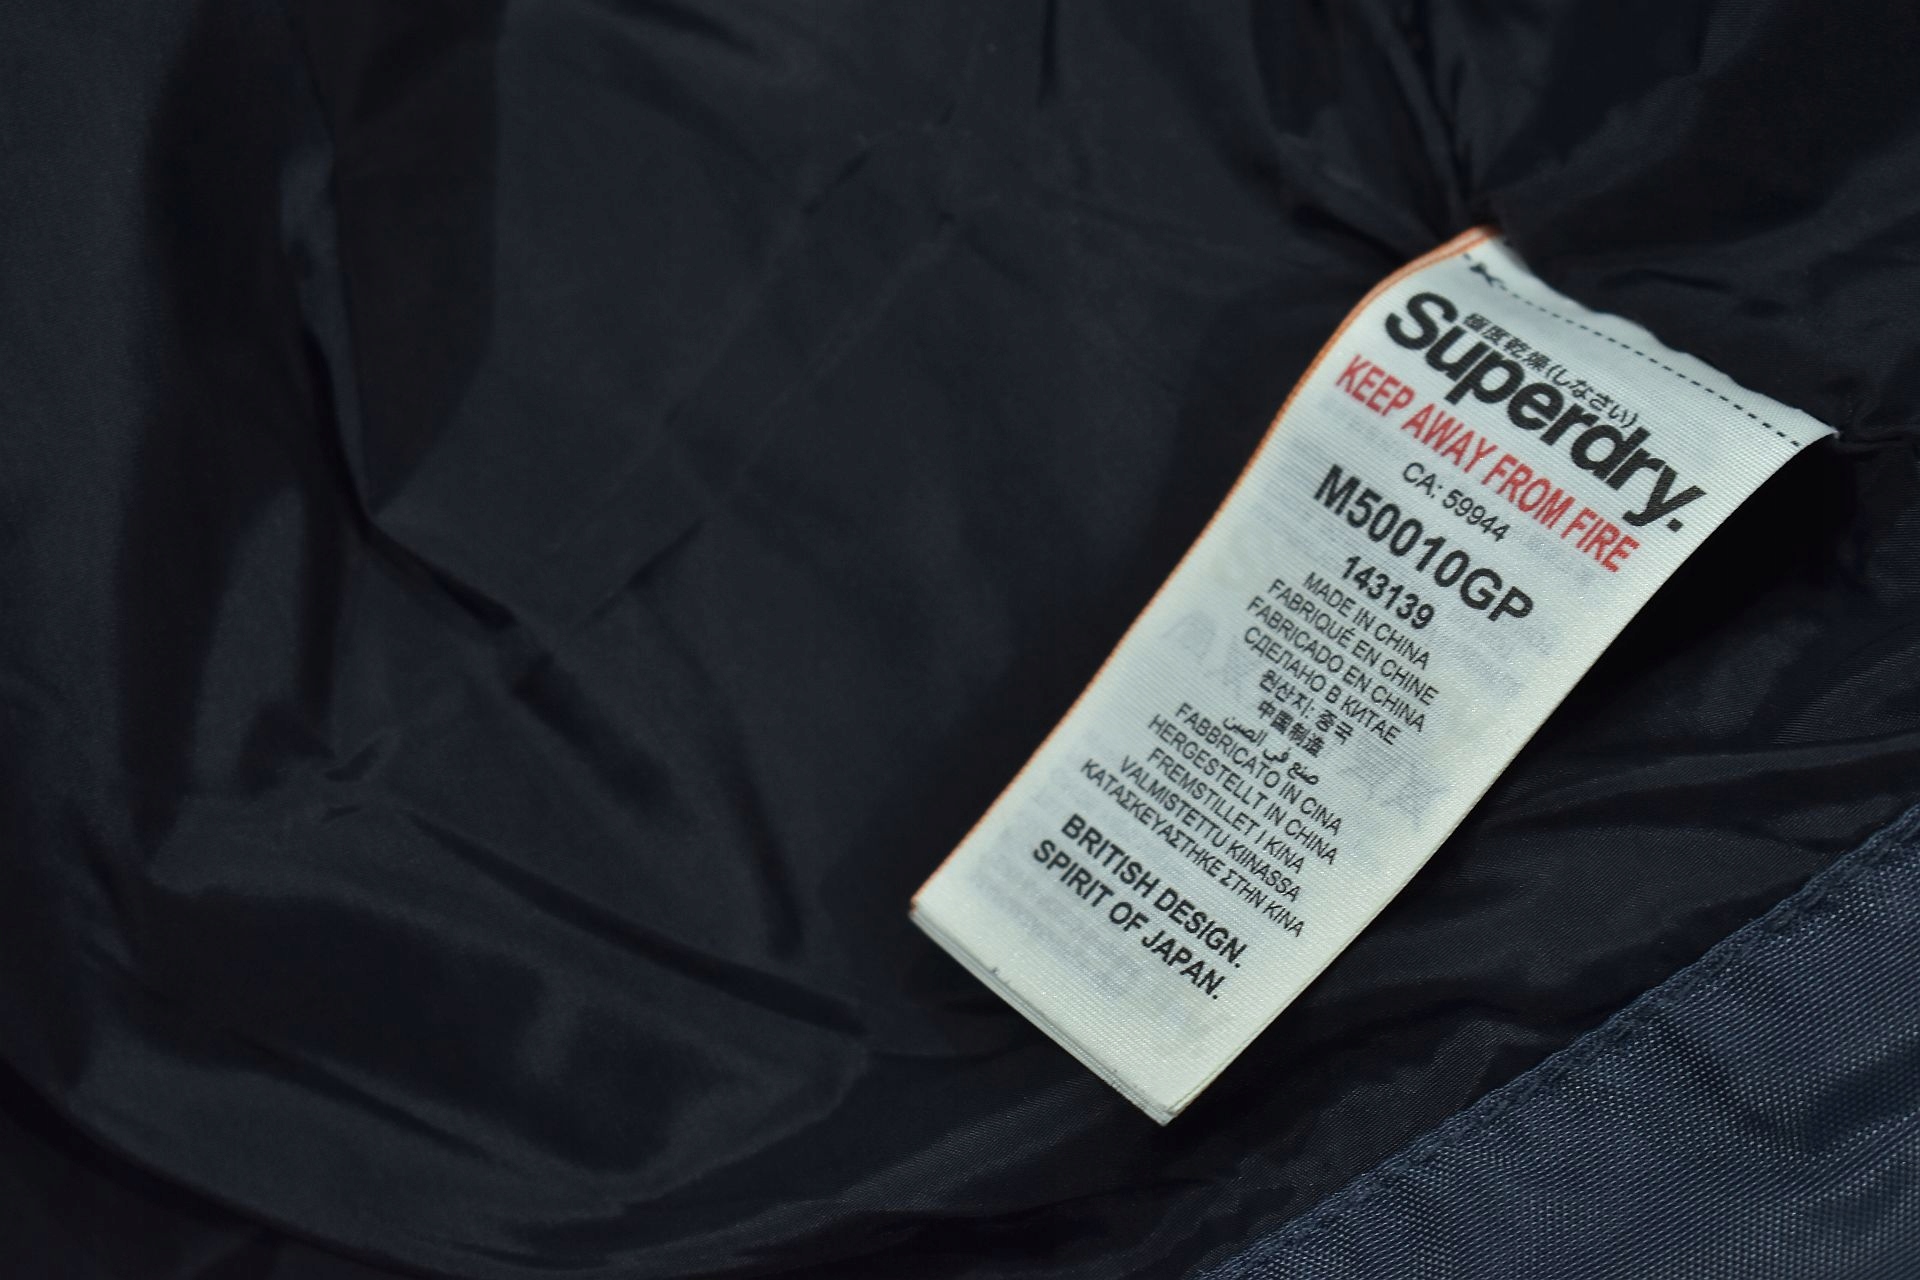 極度乾燥(しなさい)
Superdry.
KEEP AWAY FROM FIRE
CA: 59944
M50010GP
143139
MADE IN CHINA
FABRIQUÉ EN CHINE
FABRICADO EN CHINA
СДЕЛАНО В КИТАЕ
원산지: 중국
中国制造
صنع في الصين
FABBRICATO IN CINA
HERGESTELLT IN CHINA
FREMSTILLET I KINA
VALMISTETTU KIINASSA
ΚΑΤΑΣΚΕΥΑΣΤΗΚΕ ΣΤΗΝ ΚΙΝΑ
BRITISH DESIGN.
SPIRIT OF JAPAN.